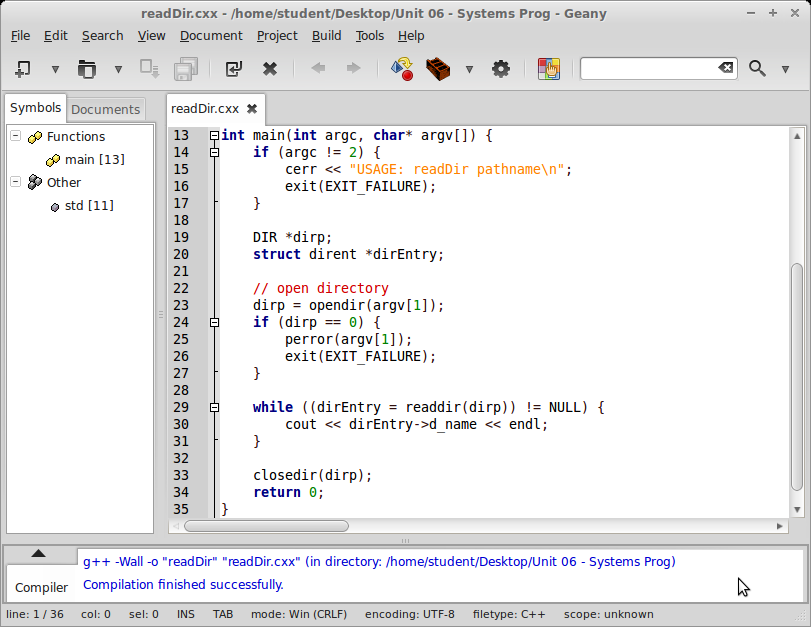 readDir.cxx - /home/student/Desktop/Unit 06 - Systems Prog - Geany
File Edit Search View Document Project Build Tools Help
Symbols Documents readDir.cxx
Functions
main [13]
Other
std [11]
13 int main(int argc, char* argv[]) {
14     if (argc != 2) {
15         cerr << "USAGE: readDir pathname\n";
16         exit(EXIT_FAILURE);
17     }
18
19     DIR *dirp;
20     struct dirent *dirEntry;
21
22     // open directory
23     dirp = opendir(argv[1]);
24     if (dirp == 0) {
25         perror(argv[1]);
26         exit(EXIT_FAILURE);
27     }
28
29     while ((dirEntry = readdir(dirp)) != NULL) {
30         cout << dirEntry->d_name << endl;
31     }
32
33     closedir(dirp);
34     return 0;
35 }
g++ -Wall -o "readDir" "readDir.cxx" (in directory: /home/student/Desktop/Unit 06 - Systems Prog)
Compiler Compilation finished successfully.
line: 1 / 36 col: 0 sel: 0 INS TAB mode: Win (CRLF) encoding: UTF-8 filetype: C++ scope: unknown